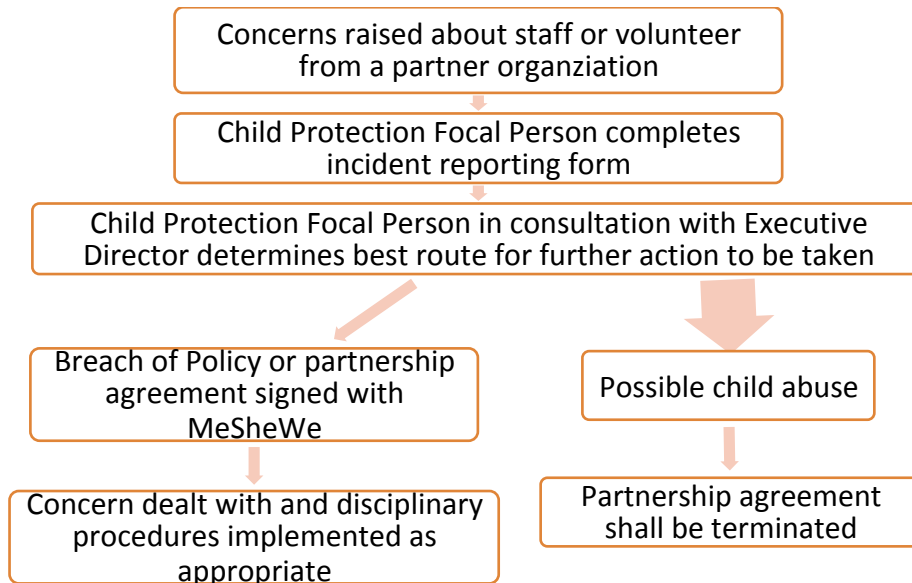 Concerns raised about staff or volunteer
from a partner organziation
Child Protection Focal Person completes
incident reporting form
Child Protection Focal Person in consultation with Executive
Director determines best route for further action to be taken
Breach of Policy or partnership
agreement signed with
MeSheWe
Possible child abuse
Concern dealt with and disciplinary
procedures implemented as
appropriate
Partnership agreement
shall be terminated